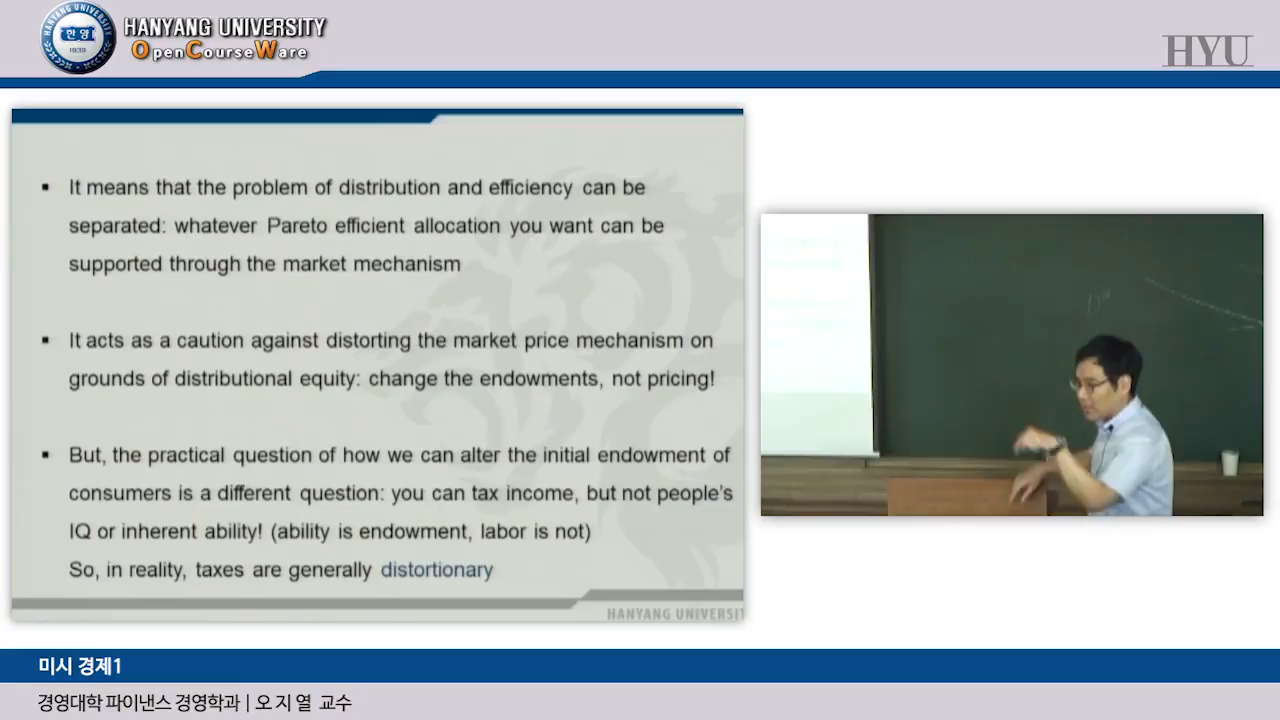 HANYANG UNIVERSITY
OpenCourseWare
HANYANG UNIVERSITY
한양
1939
HYU
▪ It means that the problem of distribution and efficiency can be
separated: whatever Pareto efficient allocation you want can be
supported through the market mechanism
▪ It acts as a caution against distorting the market price mechanism on
grounds of distributional equity: change the endowments, not pricing!
▪ But, the practical question of how we can alter the initial endowment of
consumers is a different question: you can tax income, but not people's
IQ or inherent ability! (ability is endowment, labor is not)
So, in reality, taxes are generally distortionary
HANYANG UNIVERSIT
미시 경제1
경영대학 파이낸스 경영학과 | 오 지 열 교수